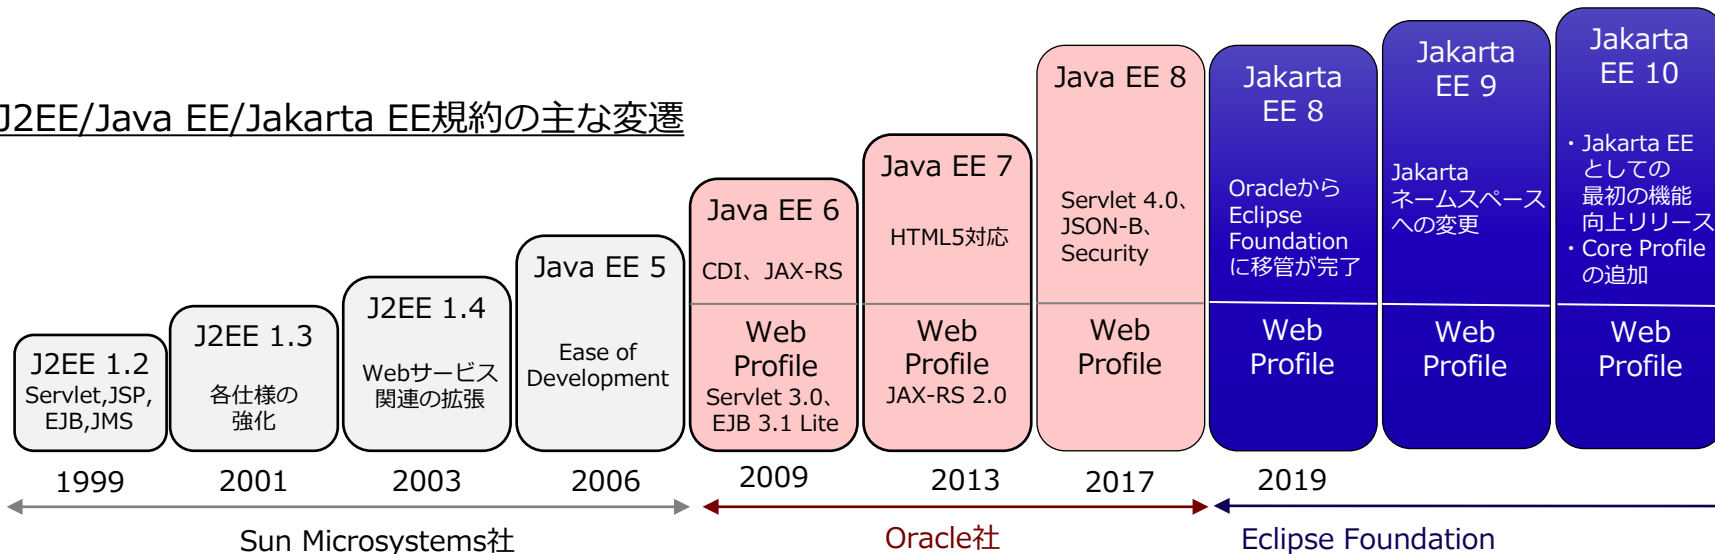 J2EE/Java EE/Jakarta EE規約の主な変遷
J2EE 1.2
Servlet,JSP,
EJB,JMS
J2EE 1.3
各仕様の
強化
J2EE 1.4
Webサービス
関連の拡張
Java EE 5
Ease of
Development
Java EE 6
CDI、JAX-RS
Web
Profile
Servlet 3.0、
EJB 3.1 Lite
Java EE 7
HTML5対応
Web
Profile
JAX-RS 2.0
Java EE 8
Servlet 4.0、
JSON-B、
Security
Web
Profile
Jakarta
EE 8
Oracleから
Eclipse
Foundation
に移管が完了
Web
Profile
Jakarta
EE 9
Jakarta
ネームスペース
への変更
Web
Profile
Jakarta
EE 10
・Jakarta EE
としての
最初の機能
向上リリース
・Core Profile
の追加
Web
Profile
1999
2001
2003
2006
2009
2013
2017
2019
Sun Microsystems社
Oracle社
Eclipse Foundation